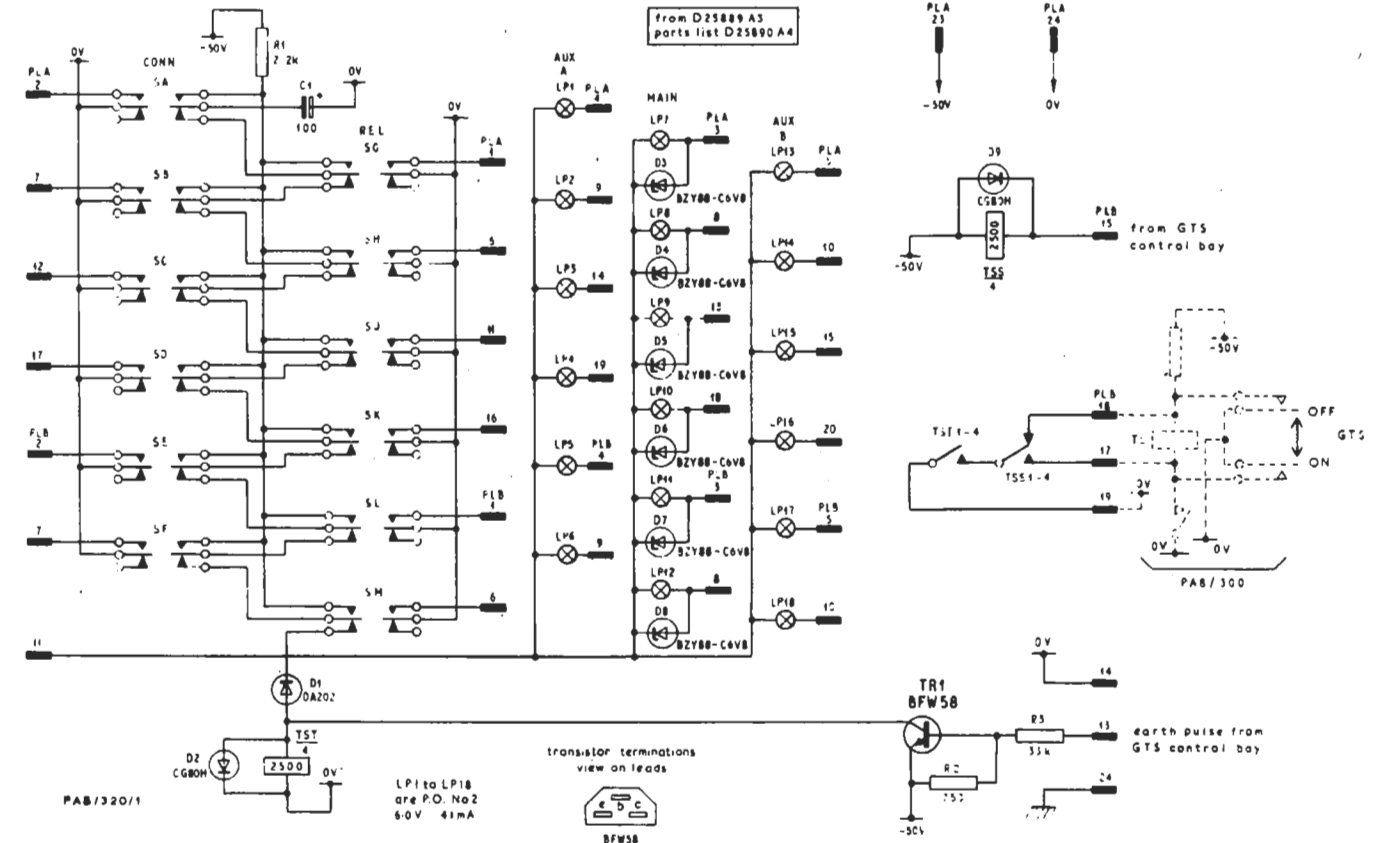 from D25889 A3
parts list D25890 A4
PLA
23
-50V
PLA
24
0V
-50V
R1
2.2k
0V
C1
+
100
0V
CONN
SA
PLA
2
SB
7
SC
12
SD
17
SE
PLB
2
SF
7
11
REL
SG
0V
PLA
1
SH
5
SJ
11
SK
16
SL
PLB
1
SM
6
AUX
A
LP1
PLA
4
LP2
9
LP3
14
LP4
19
LP5
PLB
4
LP6
9
MAIN
LP7
PLA
3
D3
BZY88-C6V8
LP8
8
D4
BZY88-C6V8
LP9
13
D5
BZY88-C6V8
LP10
18
D6
BZY88-C6V8
LP11
PLB
3
D7
BZY88-C6V8
LP12
8
D8
BZY88-C6V8
AUX
B
LP13
PLA
LP14
10
LP15
15
LP16
20
LP17
PLB
5
LP18
10
D9
CG80H
2500
TSS
4
-50V
PLB
15
from GTS
control bay
-50V
PLB
18
17
19
TST1-4
TSS1-4
0V
0V
0V
OFF
GTS
ON
PAB/300
D1
OA202
D2
CG80H
TST
4
2500
0V
PAB/320/1
LP1 to LP18
are P.O. No2
6.0V 41mA
transistor terminations
view on leads
e b c
BFW58
TR1
BFW58
R3
33k
R2
750
-50V
0V
14
13
earth pulse from
GTS control bay
24